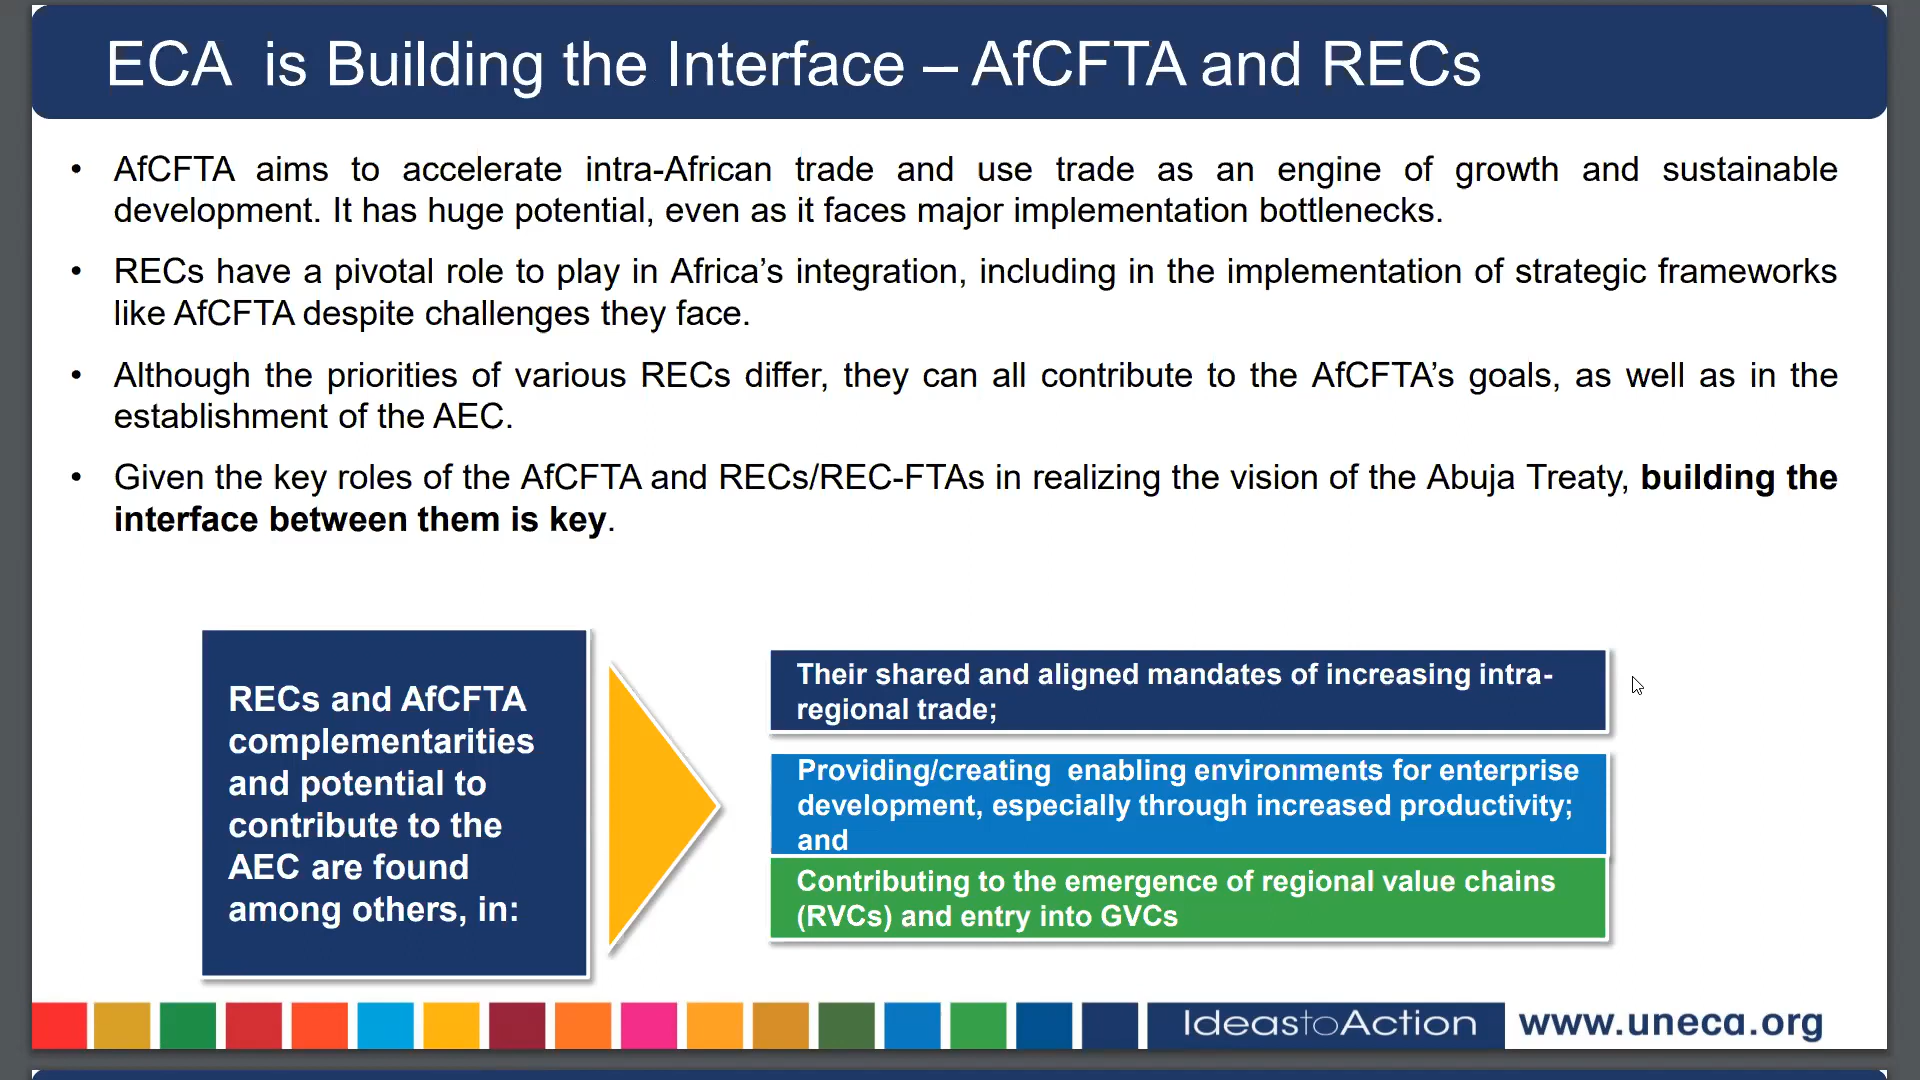 ECA is Building the Interface – AfCFTA and RECs
• AfCFTA aims to accelerate intra-African trade and use trade as an engine of growth and sustainable
development. It has huge potential, even as it faces major implementation bottlenecks.
• RECs have a pivotal role to play in Africa’s integration, including in the implementation of strategic frameworks
like AfCFTA despite challenges they face.
• Although the priorities of various RECs differ, they can all contribute to the AfCFTA’s goals, as well as in the
establishment of the AEC.
• Given the key roles of the AfCFTA and RECs/REC-FTAs in realizing the vision of the Abuja Treaty, building the
interface between them is key.
RECs and AfCFTA
complementarities
and potential to
contribute to the
AEC are found
among others, in:
Their shared and aligned mandates of increasing intra-
regional trade;
Providing/creating enabling environments for enterprise
development, especially through increased productivity;
and
Contributing to the emergence of regional value chains
(RVCs) and entry into GVCs
IdeastoAction
www.uneca.org